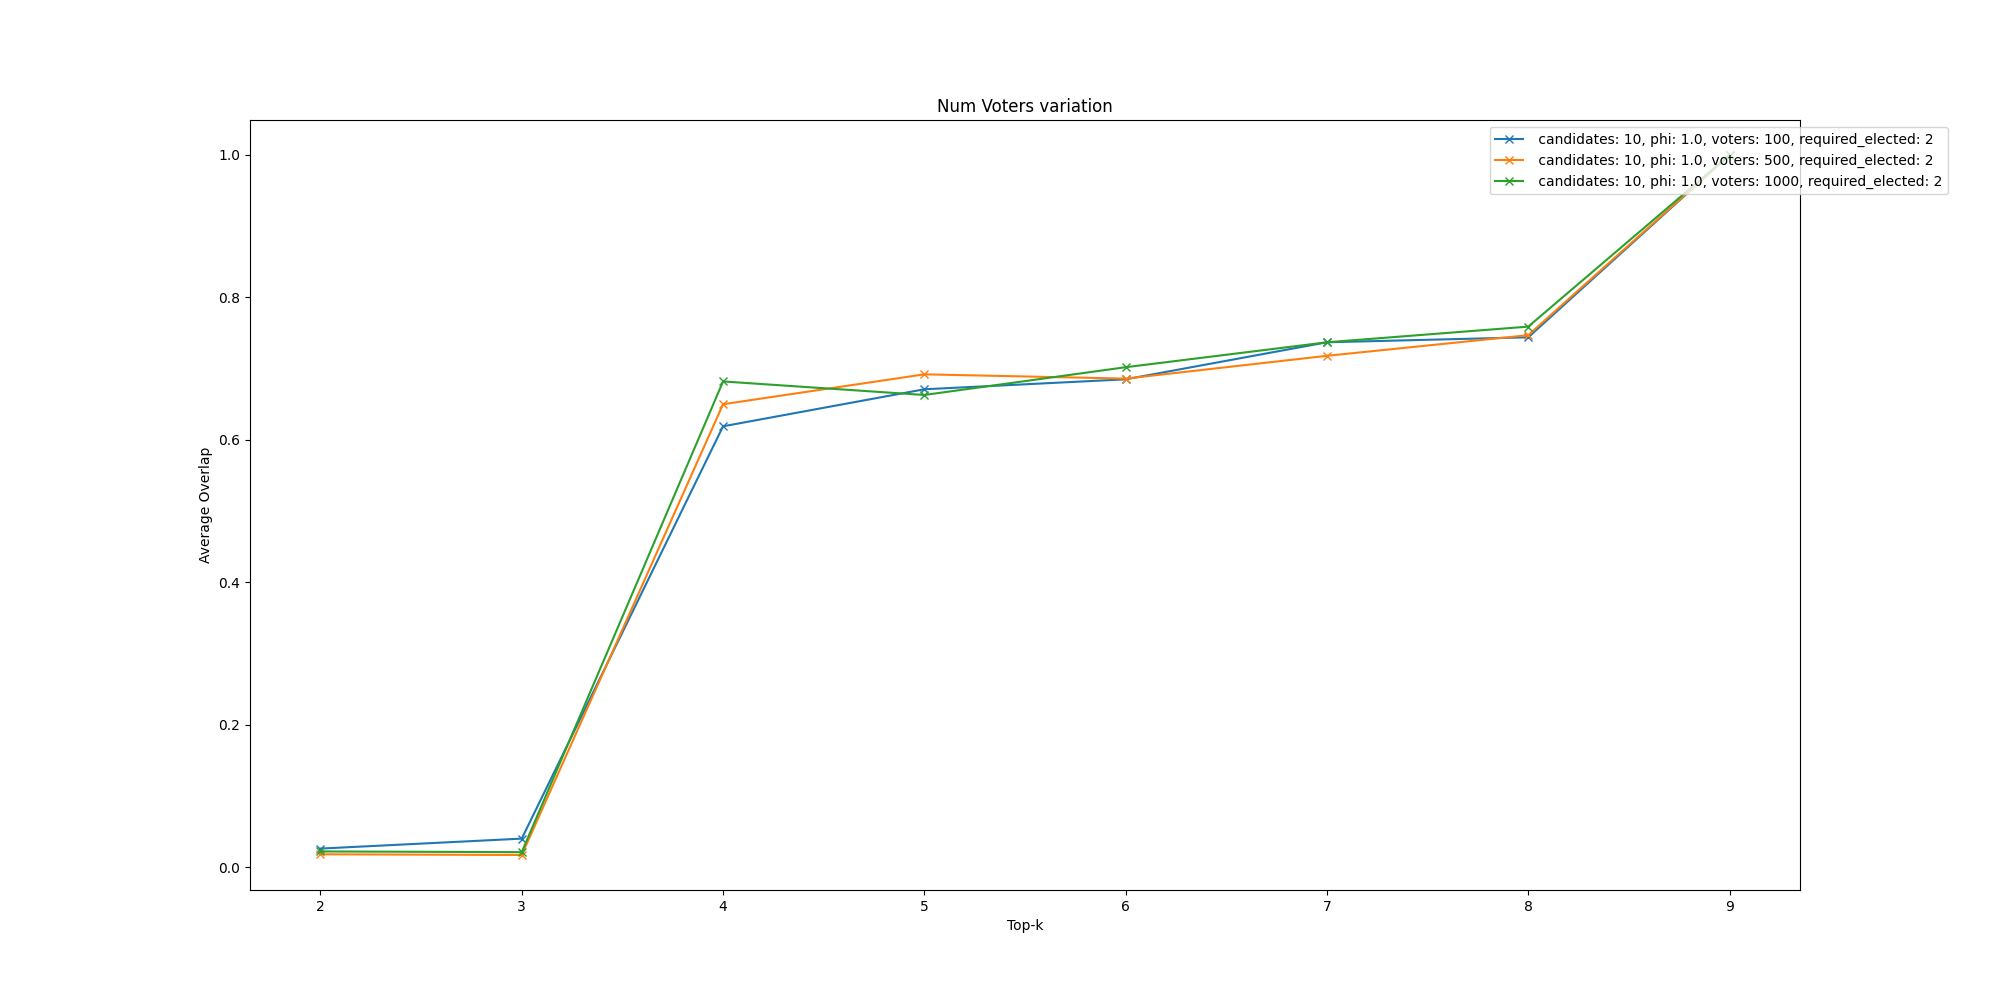 Num Voters variation
candidates: 10, phi: 1.0, voters: 100, required_elected: 2
candidates: 10, phi: 1.0, voters: 500, required_elected: 2
candidates: 10, phi: 1.0, voters: 1000, required_elected: 2
1.0
0.8
0.6
0.4
0.2
0.0
Average Overlap
2 3 4 5 6 7 8 9
Top-k